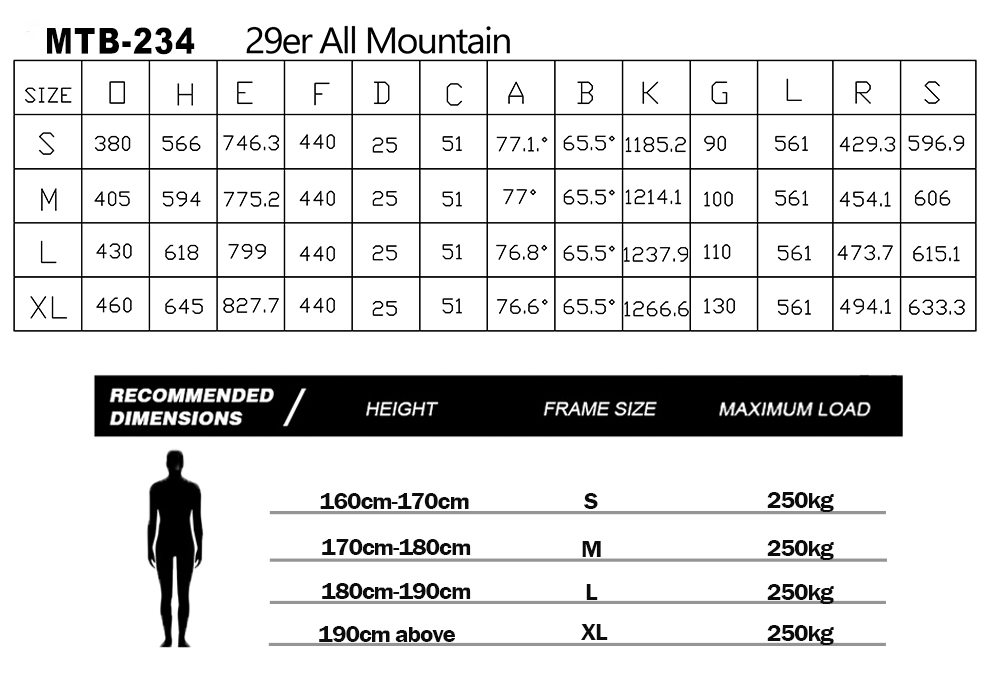 MTB-234 29er All Mountain
SIZE O H E F D C A B K G L R S
S 380 566 746.3 440 25 51 77.1.° 65.5° 1185.2 90 561 429.3 596.9
M 405 594 775.2 440 25 51 77° 65.5° 1214.1 100 561 454.1 606
L 430 618 799 440 25 51 76.8° 65.5° 1237.9 110 561 473.7 615.1
XL 460 645 827.7 440 25 51 76.6° 65.5° 1266.6 130 561 494.1 633.3
RECOMMENDED
DIMENSIONS / HEIGHT FRAME SIZE MAXIMUM LOAD
160cm-170cm S 250kg
170cm-180cm M 250kg
180cm-190cm L 250kg
190cm above XL 250kg